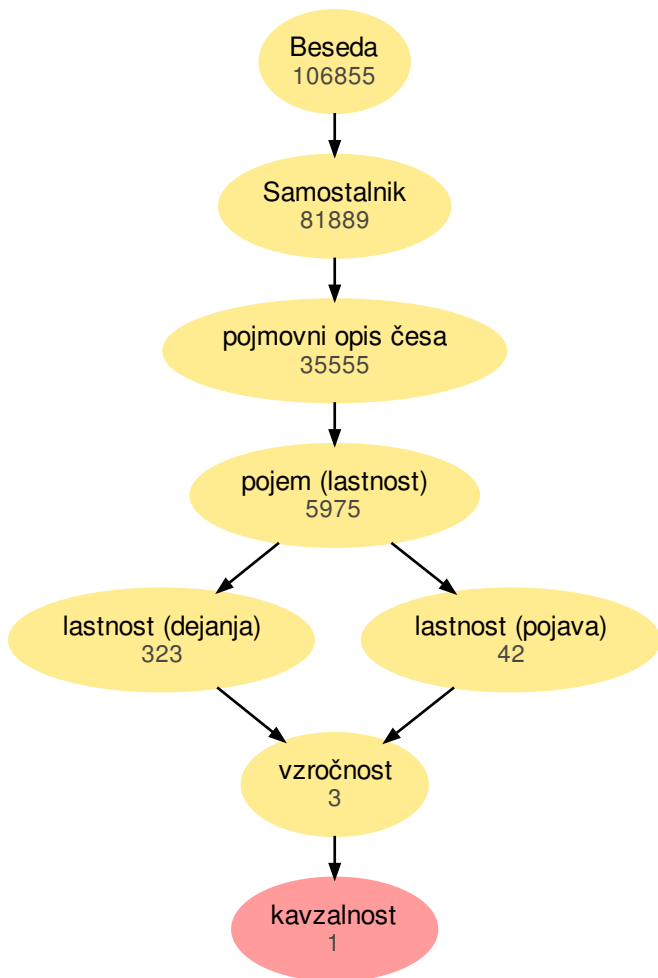 Beseda
106855
Samostalnik
81889
pojmovni opis česa
35555
pojem (lastnost)
5975
lastnost (dejanja)
323
lastnost (pojava)
42
vzročnost
3
kavzalnost
1